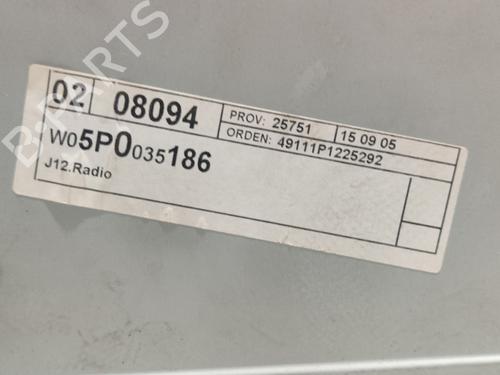 02 08094 PROV: 25751 15 09 05
ORDEN: 49111P1225292
W05P0035186
J12.Radio
B-PARTS